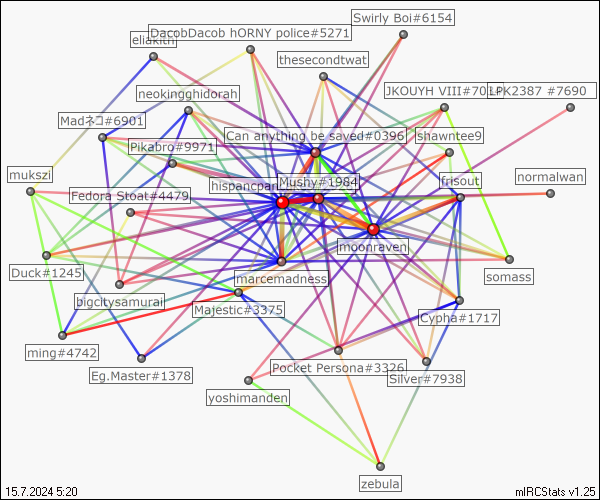 Swirly Boi#6154
DacobDacob hORNY police#5271
eliakith
thesecondtwat
neokingghidorah
JKOUYH VIII#70
LPK2387 #7690
Madネコ#6901
Can anything be saved#0396
shawntee9
Pikabro#9971
mukszi
hispancpan
Mushy#1984
frisout
normalwan
Fedora Stoat#4479
moonraven
Duck#1245
marcemadness
somass
bigcitysamurai
Majestic#3375
Cypha#1717
ming#4742
Eg.Master#1378
Pocket Persona#3326
Silver#7938
yoshimanden
zebula
15.7.2024 5:20
mIRCStats v1.25